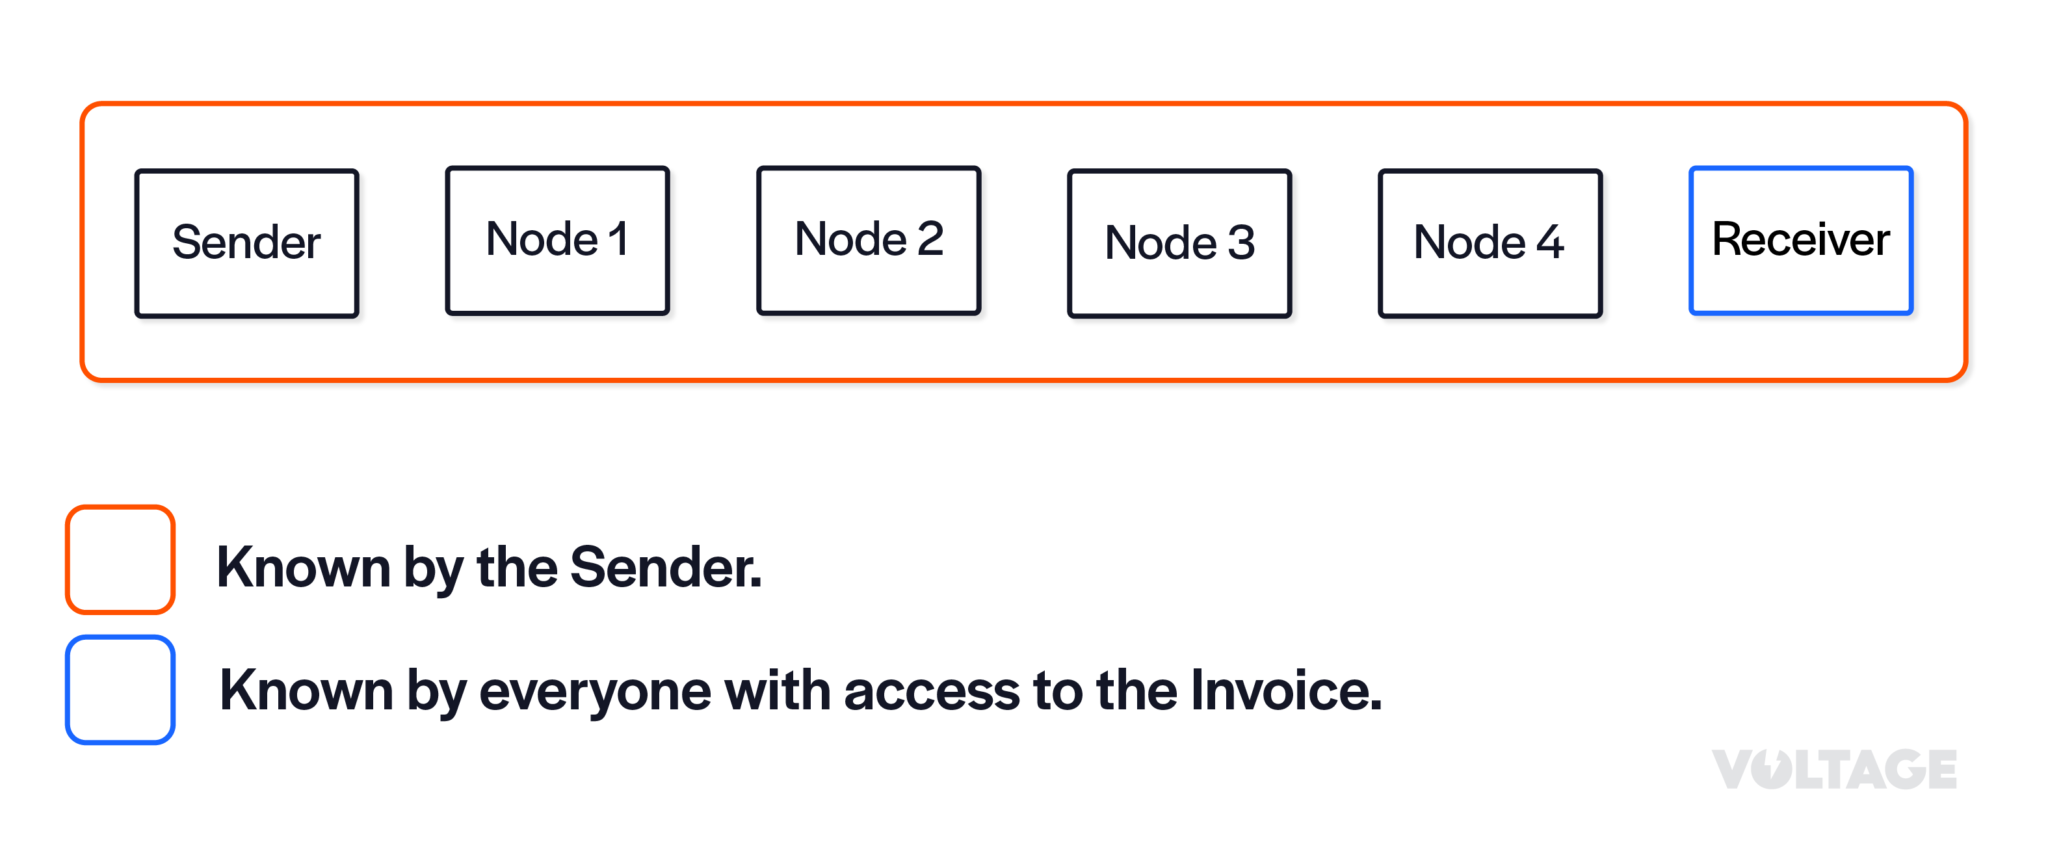 Sender
Node 1
Node 2
Node 3
Node 4
Receiver
Known by the Sender.
Known by everyone with access to the Invoice.
VOLTAGE